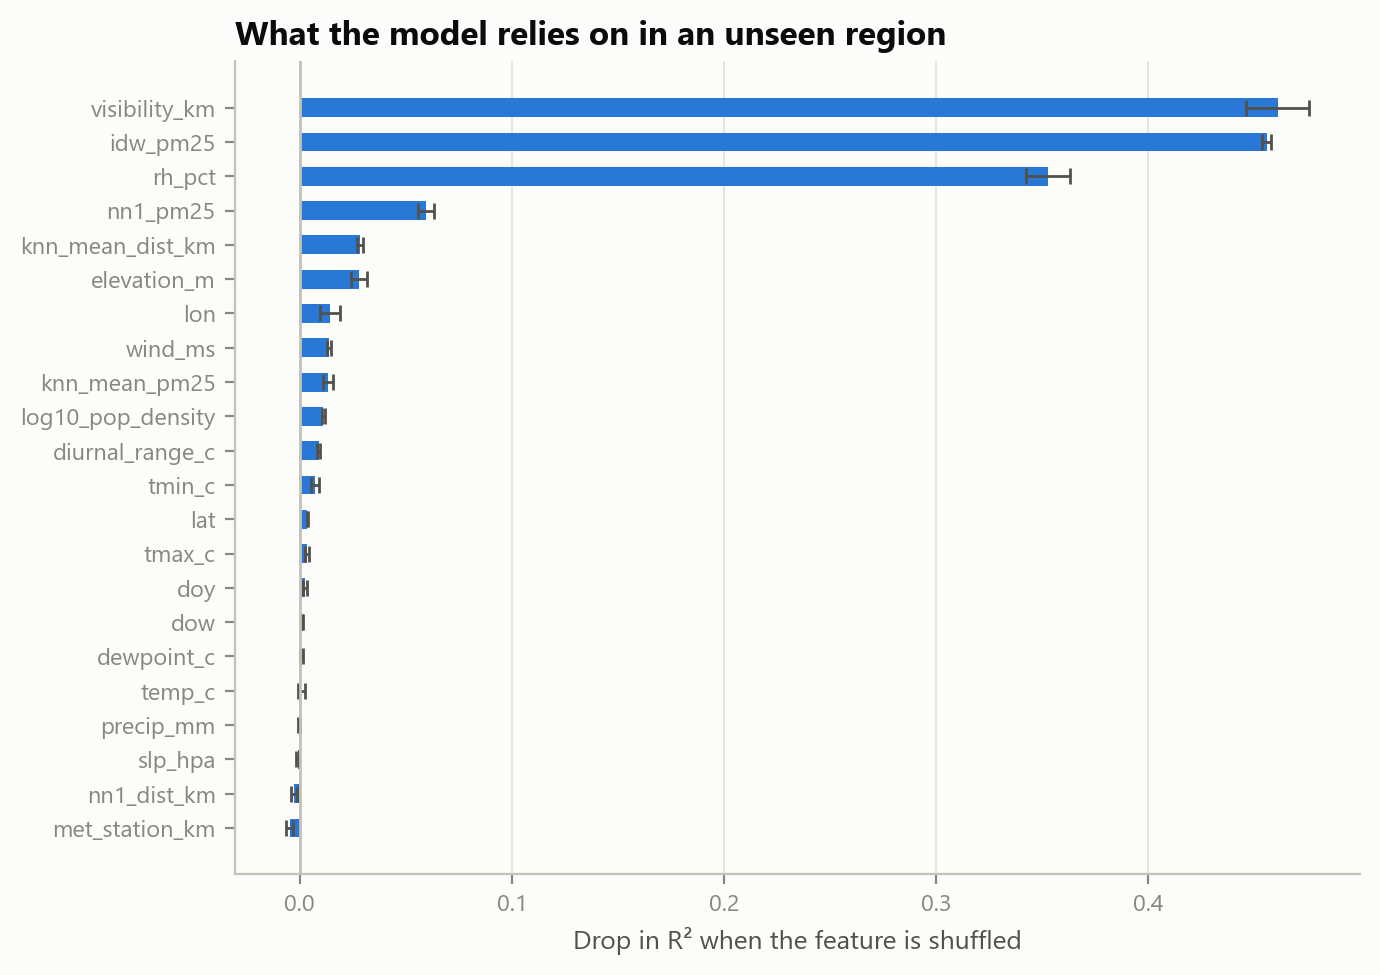 What the model relies on in an unseen region
visibility_km
idw_pm25
rh_pct
nn1_pm25
knn_mean_dist_km
elevation_m
lon
wind_ms
knn_mean_pm25
log10_pop_density
diurnal_range_c
tmin_c
lat
tmax_c
doy
dow
dewpoint_c
temp_c
precip_mm
slp_hpa
nn1_dist_km
met_station_km
0.0 0.1 0.2 0.3 0.4
Drop in R² when the feature is shuffled